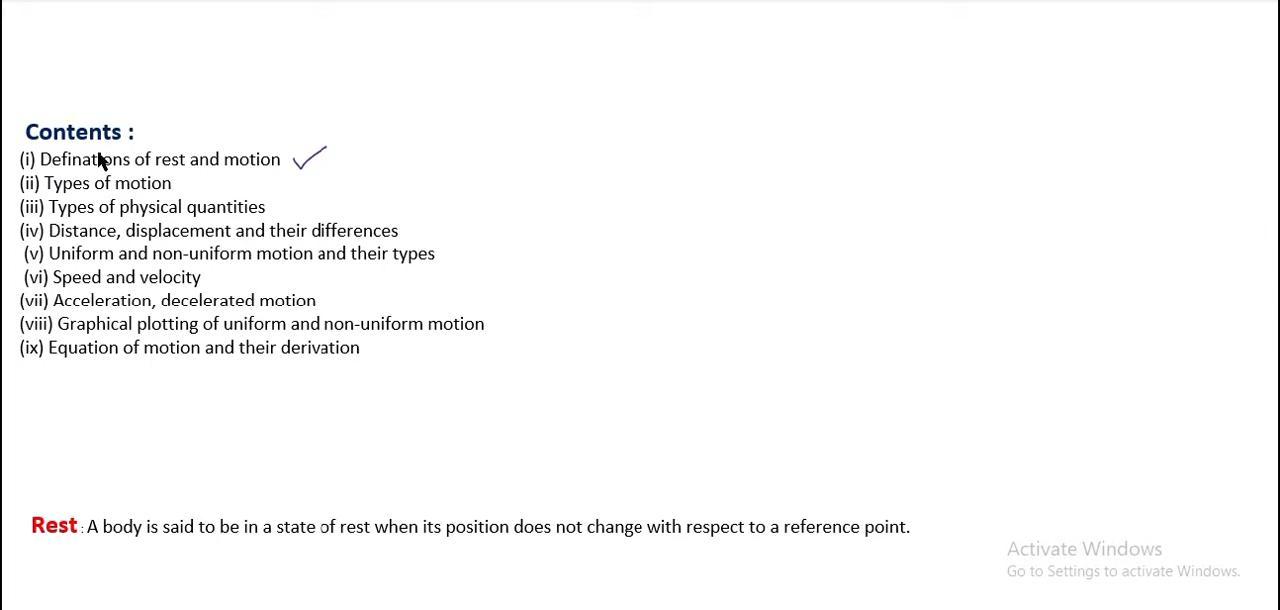 Contents :
(i) Definations of rest and motion
(ii) Types of motion
(iii) Types of physical quantities
(iv) Distance, displacement and their differences
(v) Uniform and non-uniform motion and their types
(vi) Speed and velocity
(vii) Acceleration, decelerated motion
(viii) Graphical plotting of uniform and non-uniform motion
(ix) Equation of motion and their derivation
Rest : A body is said to be in a state of rest when its position does not change with respect to a reference point.
Activate Windows
Go to Settings to activate Windows.